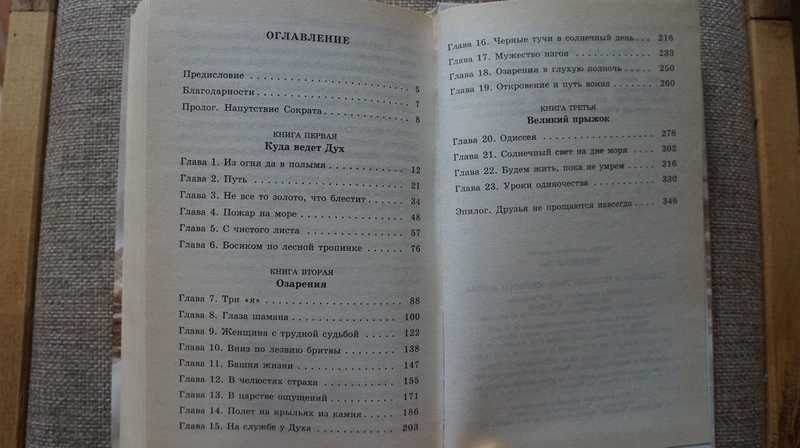 ОГЛАВЛЕНИЕ
Предисловие . . . . . . . . . . . . . . . . . . . . 5
Благодарности . . . . . . . . . . . . . . . . . . . . 7
Пролог. Напутствие Сократа . . . . . . . . . . . . 8
КНИГА ПЕРВАЯ
Куда ведет Дух
Глава 1. Из огня да в полымя . . . . . . . . . . . . 12
Глава 2. Путь . . . . . . . . . . . . . . . . . . . . 21
Глава 3. Не все то золото, что блестит . . . . . . 34
Глава 4. Пожар на море . . . . . . . . . . . . . . 48
Глава 5. С чистого листа . . . . . . . . . . . . . . 57
Глава 6. Босиком по лесной тропинке . . . . . . 76
КНИГА ВТОРАЯ
Озарения
Глава 7. Три «я» . . . . . . . . . . . . . . . . . . 88
Глава 8. Глаза шамана . . . . . . . . . . . . . . 100
Глава 9. Женщина с трудной судьбой . . . . . . 122
Глава 10. Вниз по лезвию бритвы . . . . . . . . 138
Глава 11. Башня жизни . . . . . . . . . . . . . . 147
Глава 12. В челюстях страха . . . . . . . . . . . . 155
Глава 13. В царстве ощущений . . . . . . . . . . 171
Глава 14. Полет на крыльях из камня . . . . . . 186
Глава 15. На службе у Духа . . . . . . . . . . . . 203
Глава 16. Черные тучи в солнечный день . . . . 216
Глава 17. Мужество изгоя . . . . . . . . . . . . 233
Глава 18. Озарения в глухую полночь . . . . . . 250
Глава 19. Откровение и путь воина . . . . . . . . 260
КНИГА ТРЕТЬЯ
Великий прыжок
Глава 20. Одиссея . . . . . . . . . . . . . . . . 278
Глава 21. Солнечный свет на дне моря . . . . . . 302
Глава 22. Будем жить, пока не умрем . . . . . . 316
Глава 23. Уроки одиночества . . . . . . . . . . 330
Эпилог. Друзья не прощаются навсегда . . . . . . 346